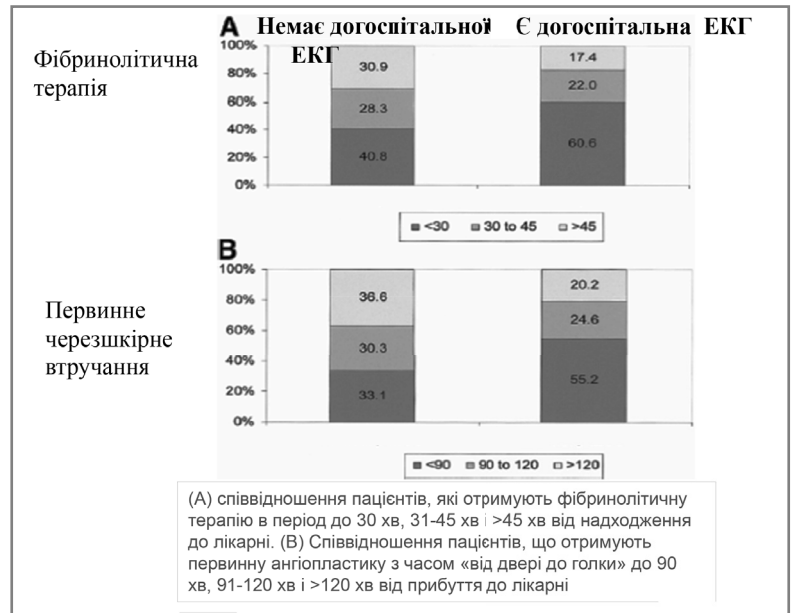 А Немає догоспітальної Є догоспітальна ЕКГ
ЕКГ
Фібринолітична
терапія
100%
80%
60%
40%
20%
0%
30.9
28.3
40.8
17.4
22.0
60.6
<30 30 to 45 >45
B
Первинне
черезшкірне
втручання
100%
80%
60%
40%
20%
0%
36.6
30.3
33.1
20.2
24.6
55.2
<90 90 to 120 >120
(А) співвідношення пацієнтів, які отримують фібринолітичну
терапію в період до 30 хв, 31-45 хв і >45 хв від надходження
до лікарні. (В) Співвідношення пацієнтів, що отримують
первинну ангіопластику з часом «від двері до голки» до 90
хв, 91-120 хв і >120 хв від прибуття до лікарні